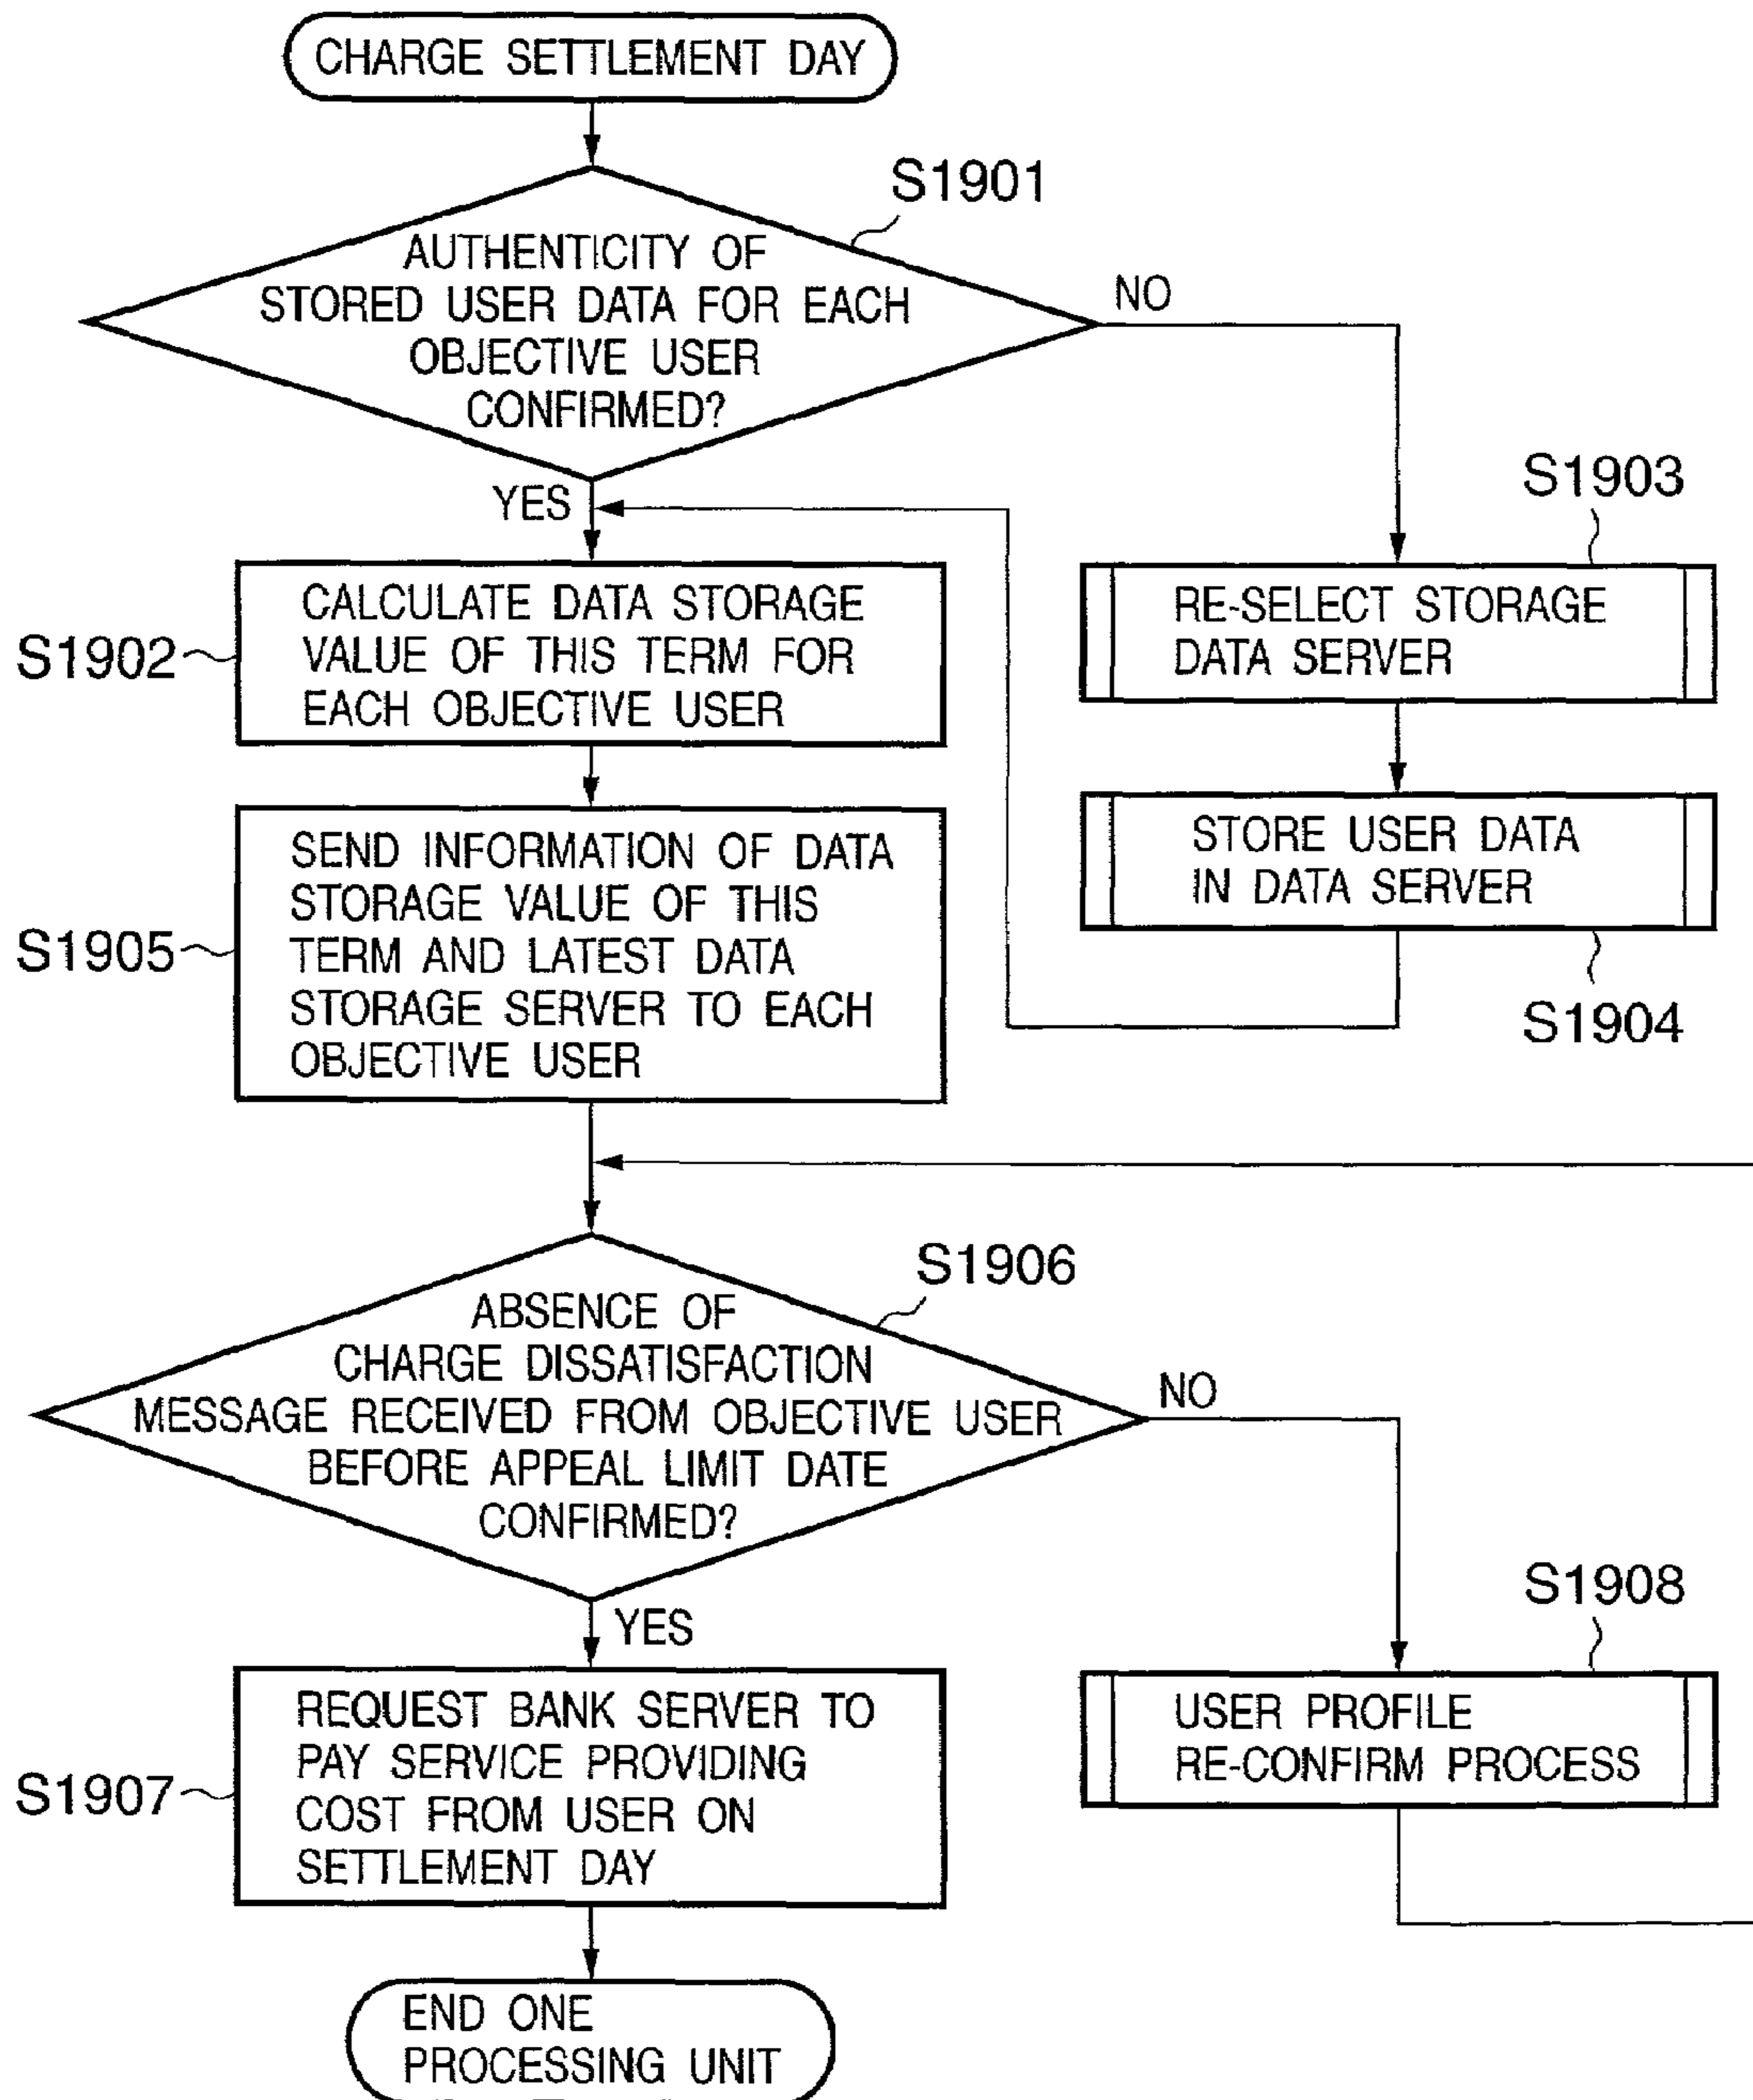 CHARGE SETTLEMENT DAY
S1901
AUTHENTICITY OF
STORED USER DATA FOR EACH
OBJECTIVE USER
CONFIRMED?
NO
YES
S1903
S1902
CALCULATE DATA STORAGE
VALUE OF THIS TERM FOR
EACH OBJECTIVE USER
RE-SELECT STORAGE
DATA SERVER
S1905
SEND INFORMATION OF DATA
STORAGE VALUE OF THIS
TERM AND LATEST DATA
STORAGE SERVER TO EACH
OBJECTIVE USER
STORE USER DATA
IN DATA SERVER
S1904
S1906
ABSENCE OF
CHARGE DISSATISFACTION
MESSAGE RECEIVED FROM OBJECTIVE USER
BEFORE APPEAL LIMIT DATE
CONFIRMED?
NO
YES
S1908
S1907
REQUEST BANK SERVER TO
PAY SERVICE PROVIDING
COST FROM USER ON
SETTLEMENT DAY
USER PROFILE
RE-CONFIRM PROCESS
END ONE
PROCESSING UNIT